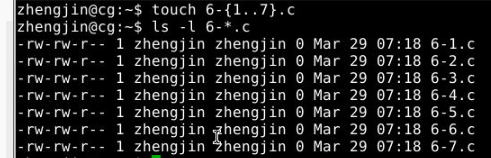 zhengjin@cg:~$ touch 6-{1..7}.c
zhengjin@cg:~$ ls -l 6-*.c
-rw-rw-r-- 1 zhengjin zhengjin 0 Mar 29 07:18 6-1.c
-rw-rw-r-- 1 zhengjin zhengjin 0 Mar 29 07:18 6-2.c
-rw-rw-r-- 1 zhengjin zhengjin 0 Mar 29 07:18 6-3.c
-rw-rw-r-- 1 zhengjin zhengjin 0 Mar 29 07:18 6-4.c
-rw-rw-r-- 1 zhengjin zhengjin 0 Mar 29 07:18 6-5.c
-rw-rw-r-- 1 zhengjin zhengjin 0 Mar 29 07:18 6-6.c
-rw-rw-r-- 1 zhengjin zhengjin 0 Mar 29 07:18 6-7.c